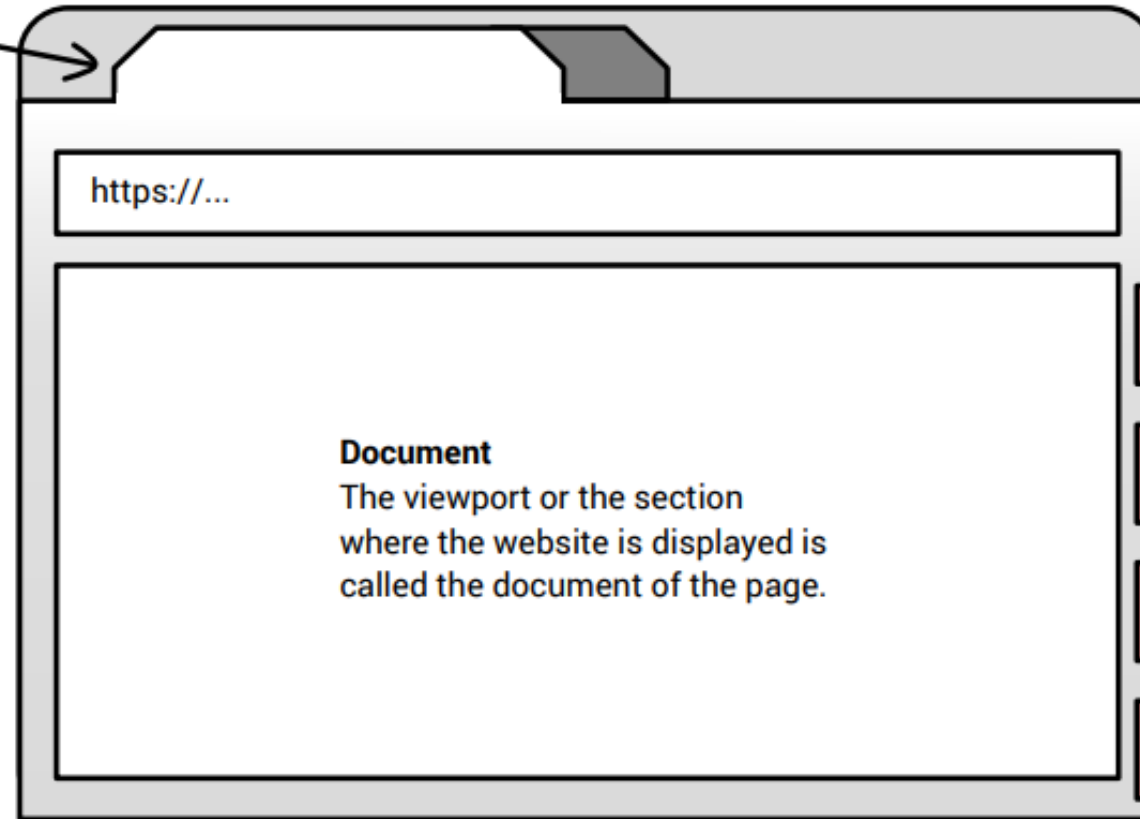 https://...
Document
The viewport or the section
where the website is displayed is
called the document of the page.